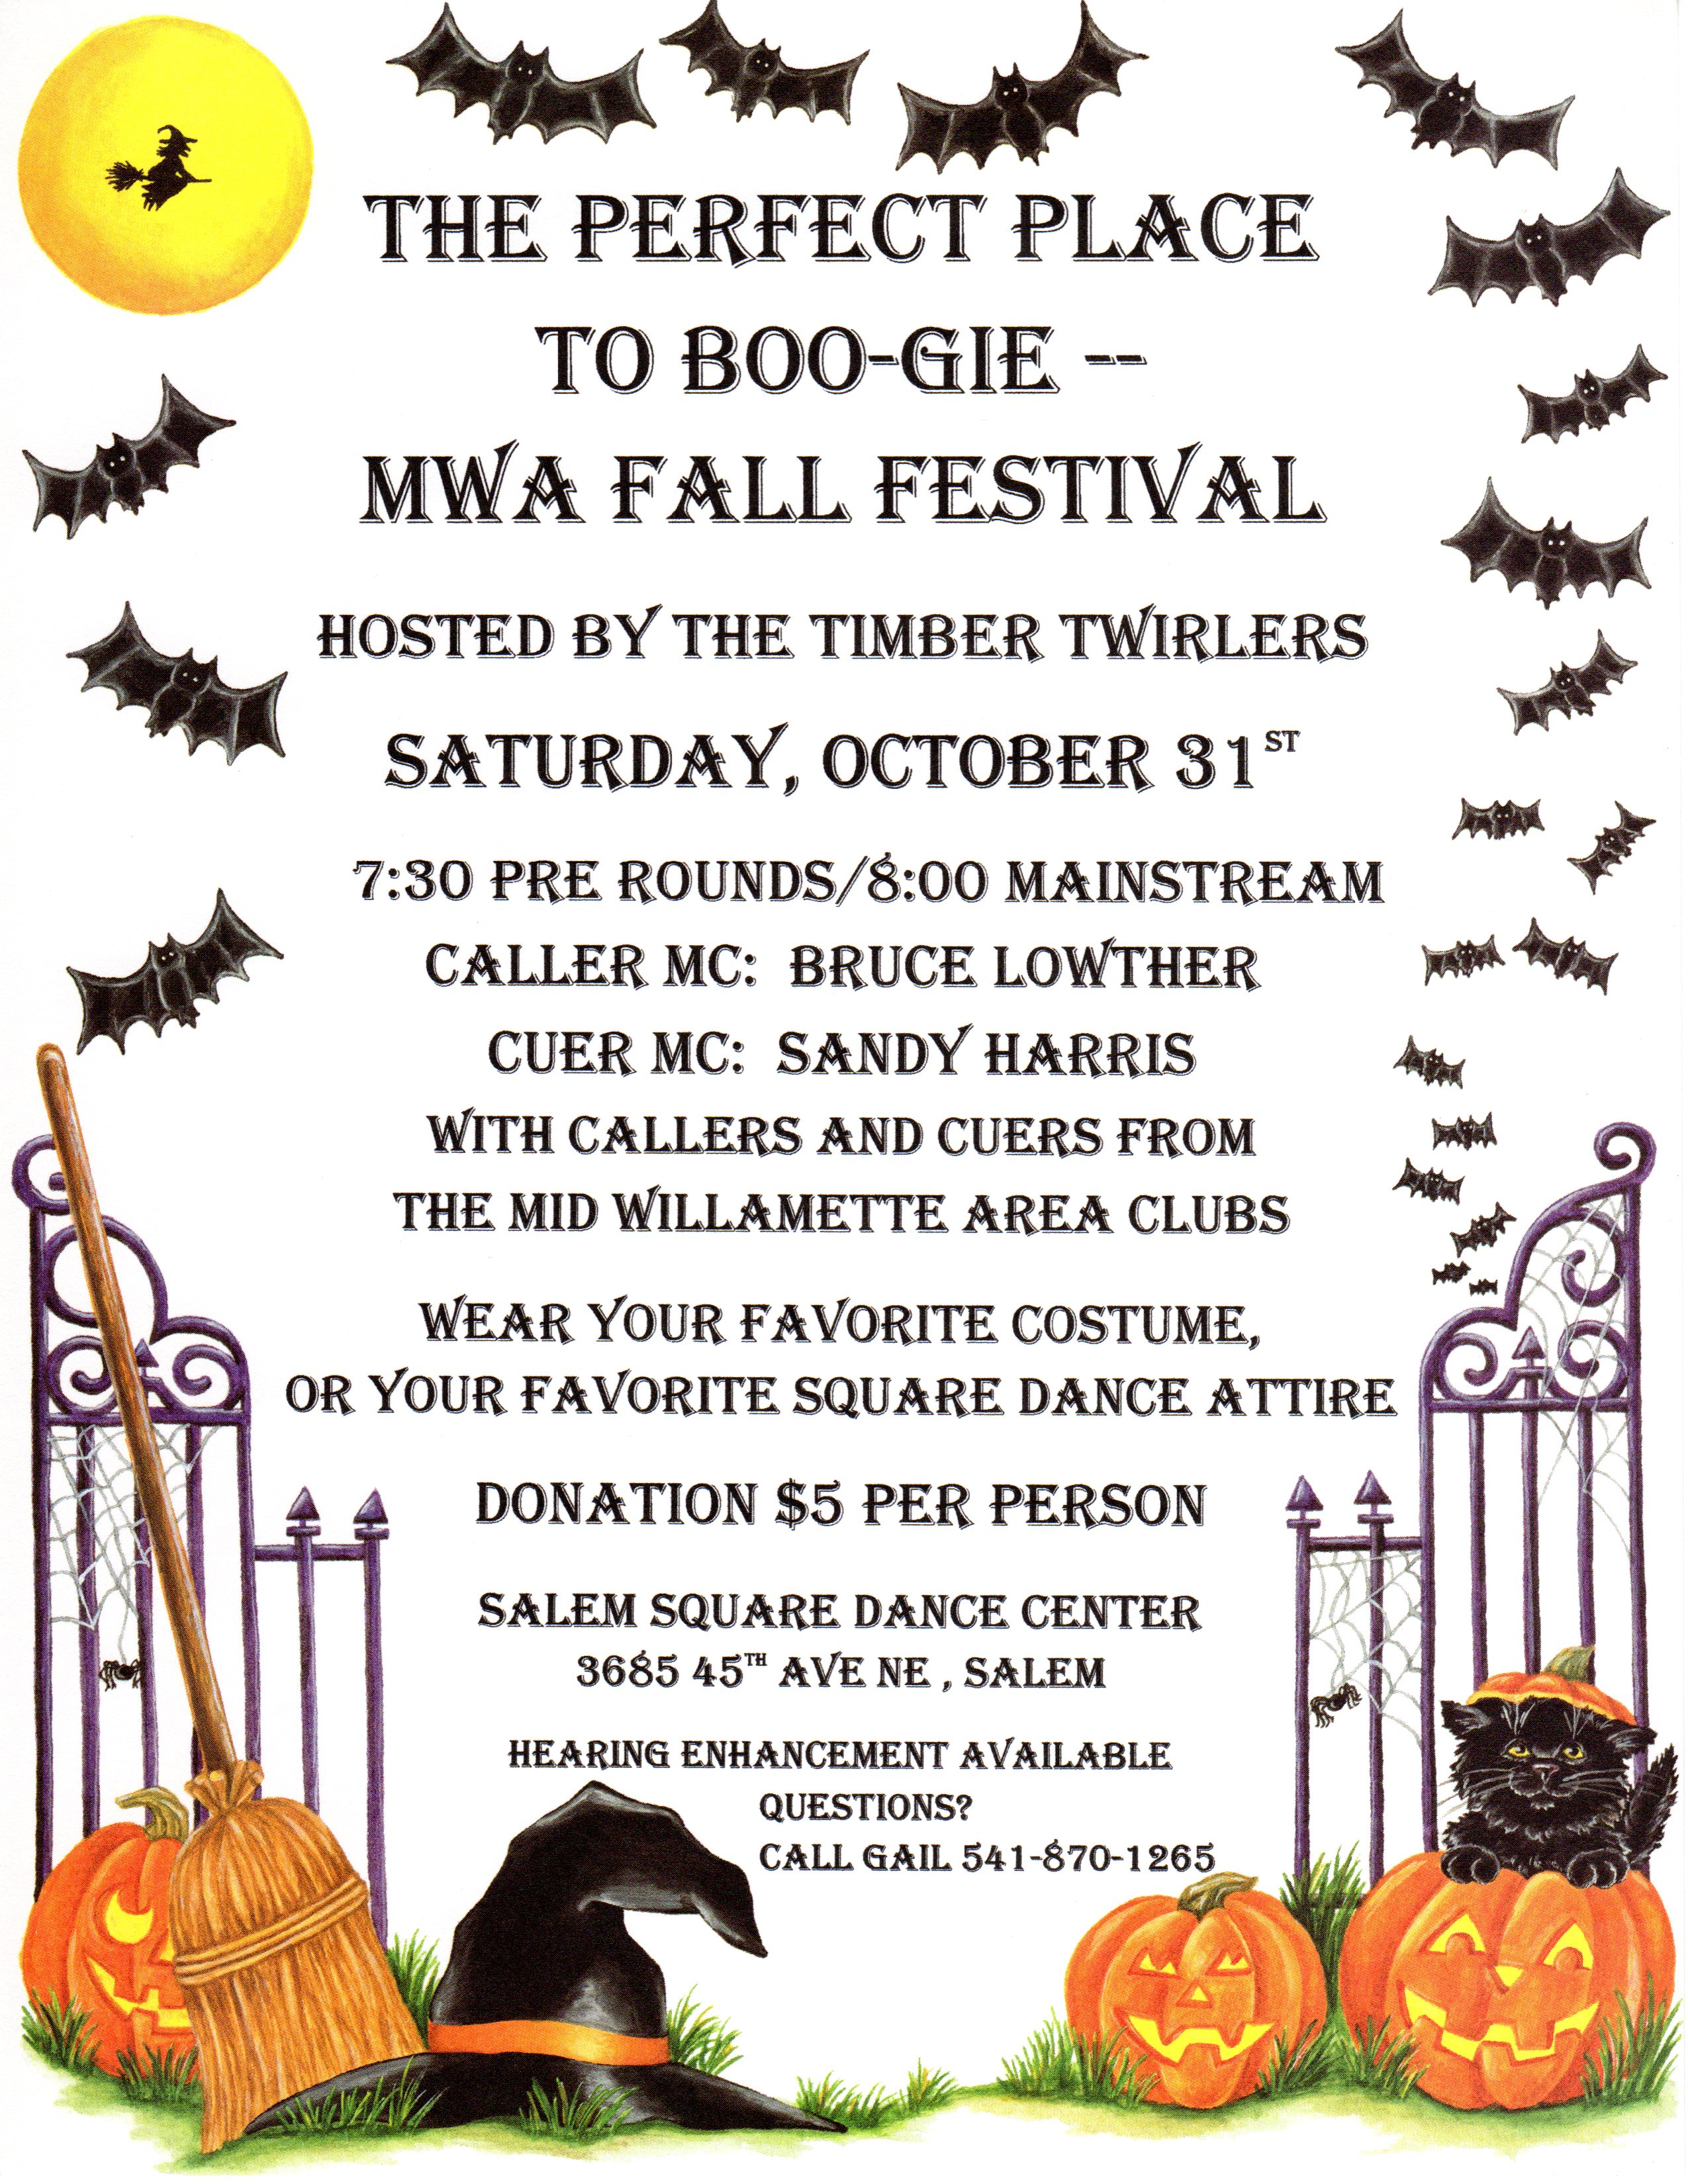 THE PERFECT PLACE
TO BOO-GIE --
MWA FALL FESTIVAL
HOSTED BY THE TIMBER TWIRLERS
SATURDAY, OCTOBER 31ST
7:30 PRE ROUNDS/8:00 MAINSTREAM
CALLER MC: BRUCE LOWTHER
CUER MC: SANDY HARRIS
WITH CALLERS AND CUERS FROM
THE MID WILLAMETTE AREA CLUBS
WEAR YOUR FAVORITE COSTUME,
OR YOUR FAVORITE SQUARE DANCE ATTIRE
DONATION $5 PER PERSON
SALEM SQUARE DANCE CENTER
3685 45TH AVE NE , SALEM
HEARING ENHANCEMENT AVAILABLE
QUESTIONS?
CALL GAIL 541-870-1265